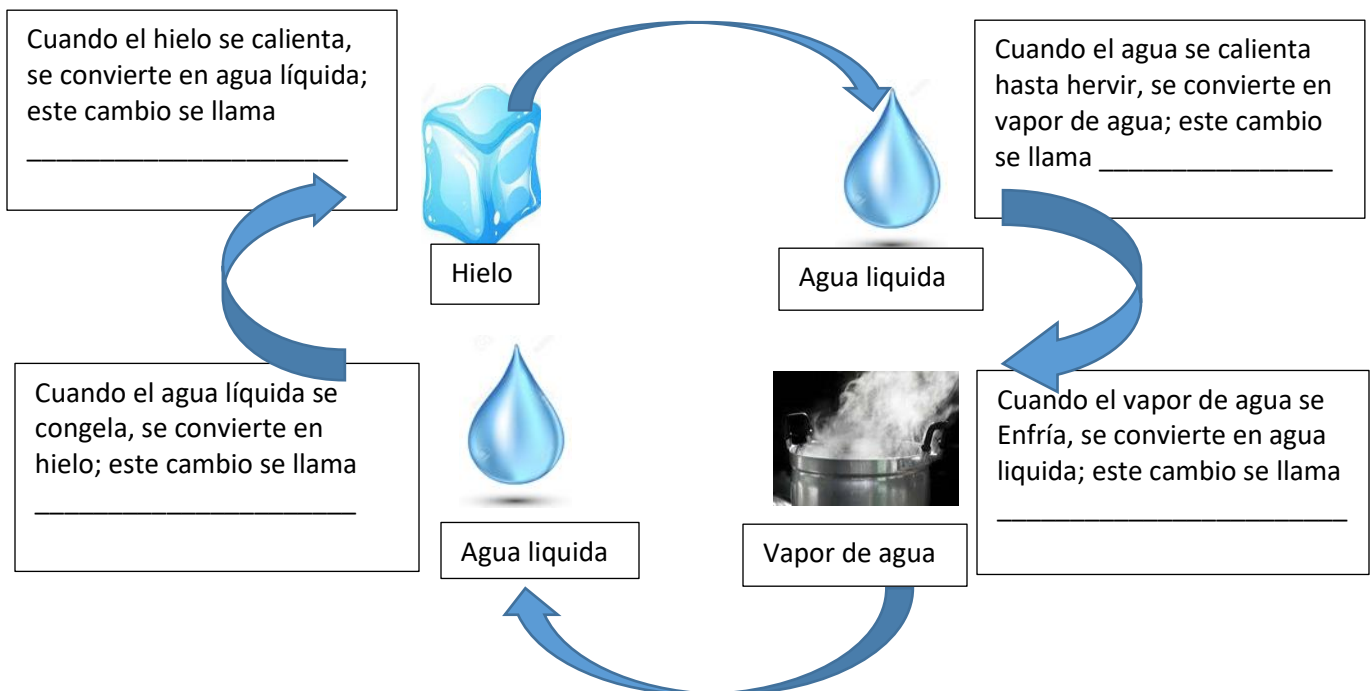 Cuando el hielo se calienta,
se convierte en agua líquida;
este cambio se llama
______________________
Hielo
Agua liquida
Cuando el agua se calienta
hasta hervir, se convierte en
vapor de agua; este cambio
se llama ________________
Cuando el agua líquida se
congela, se convierte en
hielo; este cambio se llama
______________________
Agua liquida
Vapor de agua
Cuando el vapor de agua se
Enfría, se convierte en agua
liquida; este cambio se llama
________________________